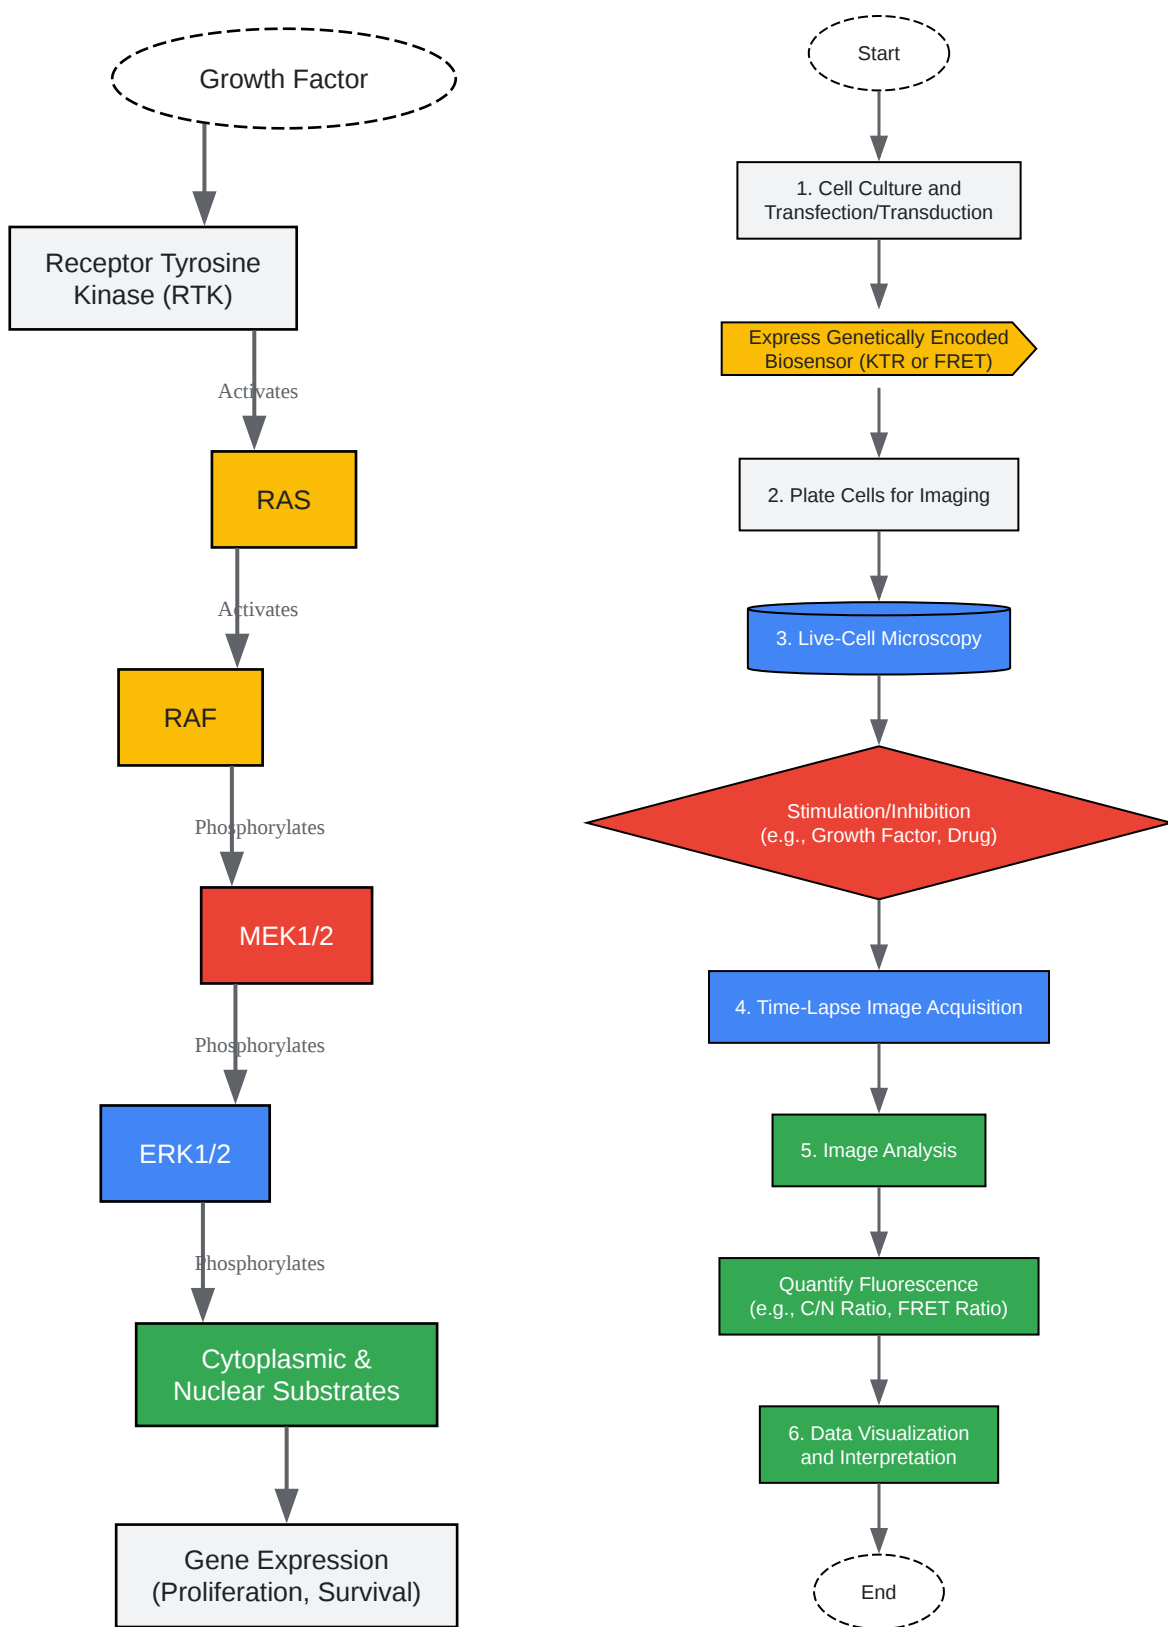 Growth Factor
Receptor Tyrosine
Kinase (RTK)
Activates
RAS
Activates
RAF
Phosphorylates
MEK1/2
Phosphorylates
ERK1/2
Phosphorylates
Cytoplasmic &
Nuclear Substrates
Gene Expression
(Proliferation, Survival)
Start
1. Cell Culture and
Transfection/Transduction
Express Genetically Encoded
Biosensor (KTR or FRET)
2. Plate Cells for Imaging
3. Live-Cell Microscopy
Stimulation/Inhibition
(e.g., Growth Factor, Drug)
4. Time-Lapse Image Acquisition
5. Image Analysis
Quantify Fluorescence
(e.g., C/N Ratio, FRET Ratio)
6. Data Visualization
and Interpretation
End